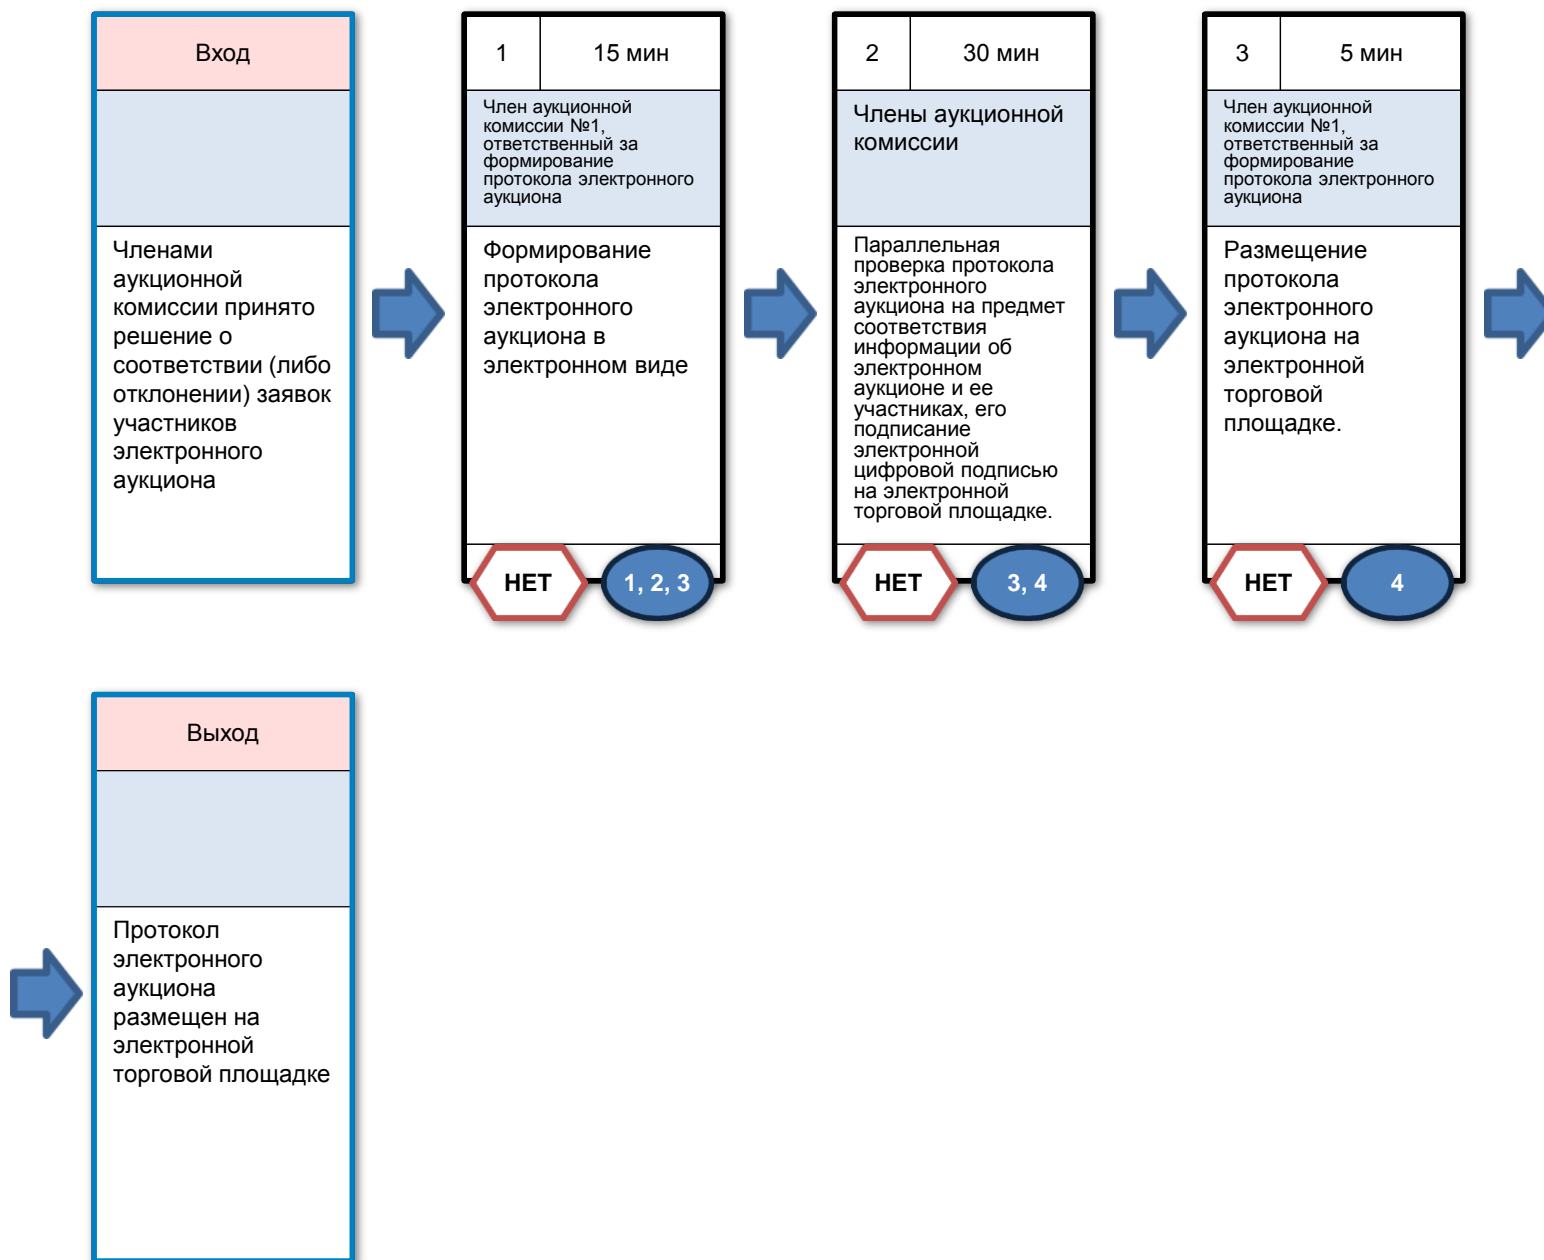 Вход
Членами
аукционной
комиссии принято
решение о
соответствии (либо
отклонении) заявок
участников
электронного
аукциона
1
15 мин
Член аукционной
комиссии №1,
ответственный за
формирование
протокола электронного
аукциона
Формирование
протокола
электронного
аукциона в
электронном виде
НЕТ
1, 2, 3
2
30 мин
Члены аукционной
комиссии
Параллельная
проверка протокола
электронного
аукциона на предмет
соответствия
информации об
электронном
аукционе и ее
участниках, его
подписание
электронной
цифровой подписью
на электронной
торговой площадке.
НЕТ
3, 4
3
5 мин
Член аукционной
комиссии №1,
ответственный за
формирование
протокола электронного
аукциона
Размещение
протокола
электронного
аукциона на
электронной
торговой
площадке.
НЕТ
4
Выход
Протокол
электронного
аукциона
размещен на
электронной
торговой площадке